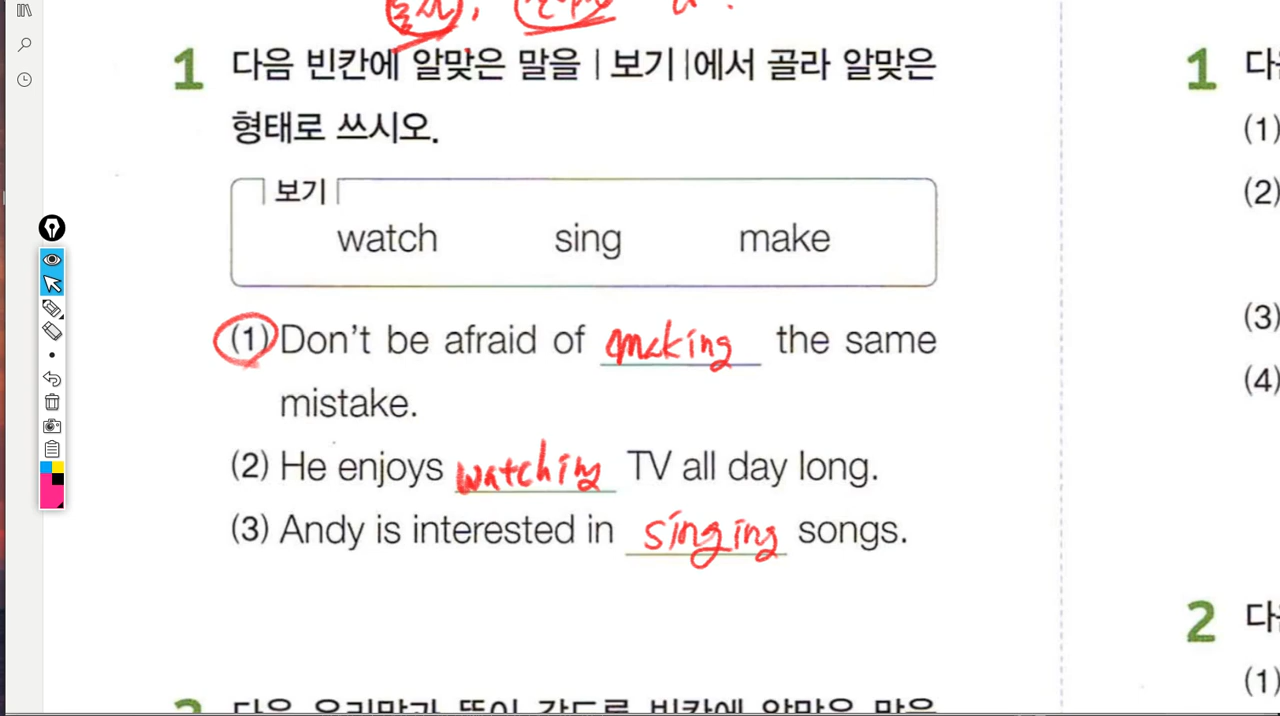 1 다음 빈칸에 알맞은 말을 |보기|에서 골라 알맞은
형태로 쓰시오.
보기
watch sing make
(1) Don't be afraid of making the same
mistake.
(2) He enjoys watching TV all day long.
(3) Andy is interested in singing songs.
1
(1)
(2)
(3)
(4)
2
(1)